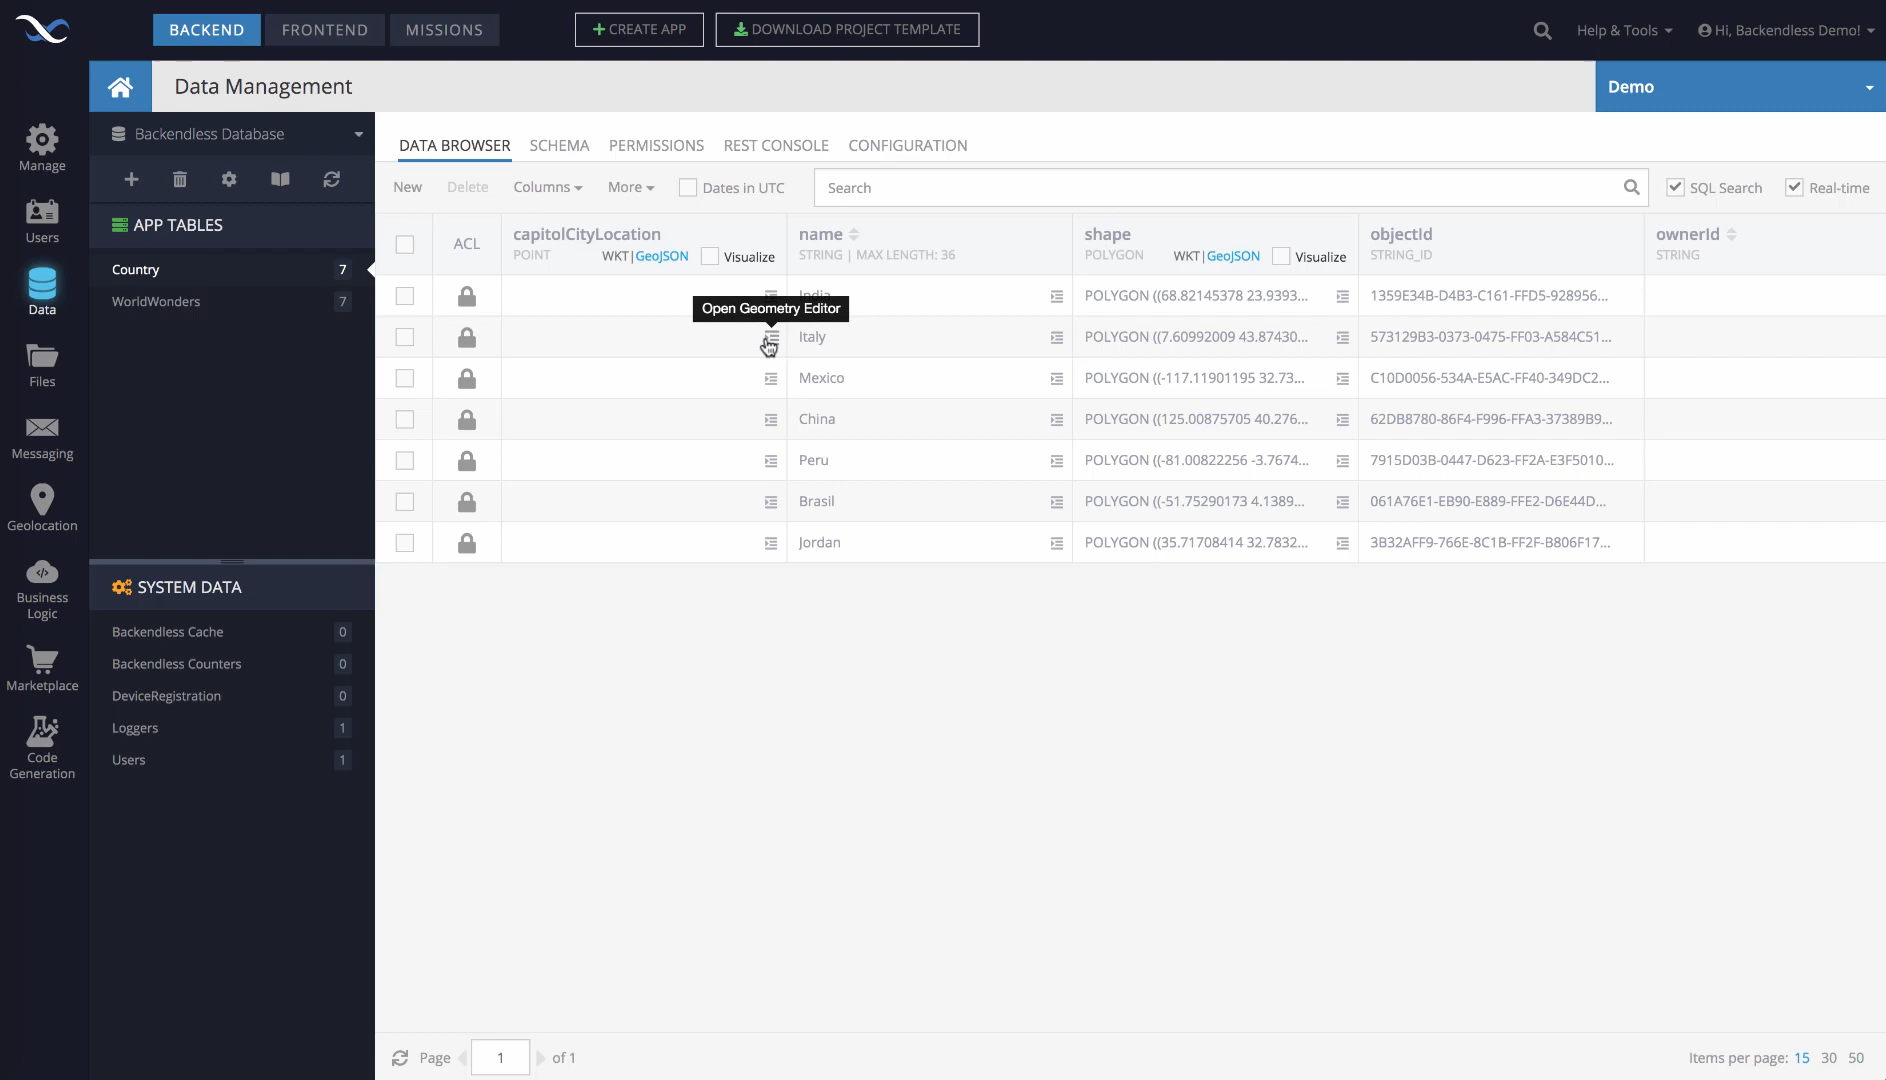 BACKEND FRONTEND MISSIONS CREATE APP DOWNLOAD PROJECT TEMPLATE Help & Tools Hi, Backendless Demo!
Data Management Demo
Manage
Users
Data
Files
Messaging
Geolocation
Business
Logic
Marketplace
Code
Generation
Backendless Database
APP TABLES
Country 7
WorldWonders 7
SYSTEM DATA
Backendless Cache 0
Backendless Counters 0
DeviceRegistration 0
Loggers 1
Users 1
DATA BROWSER SCHEMA PERMISSIONS REST CONSOLE CONFIGURATION
New Delete Columns More Dates in UTC Search SQL Search Real-time
ACL capitolCityLocation name shape objectId ownerId
POINT WKT|GeoJSON Visualize STRING | MAX LENGTH: 36 POLYGON WKT|GeoJSON Visualize STRING_ID STRING
India POLYGON ((68.82145378 23.9393... 1359E34B-D4B3-C161-FFD5-928956...
Open Geometry Editor
Italy POLYGON ((7.60992009 43.87430... 573129B3-0373-0475-FF03-A584C51...
Mexico POLYGON ((-117.11901195 32.73... C10D0056-534A-E5AC-FF40-349DC2...
China POLYGON ((125.00875705 40.276... 62DB8780-86F4-F996-FFA3-37389B9...
Peru POLYGON ((-81.00822256 -3.7674... 7915D03B-0447-D623-FF2A-E3F5010...
Brasil POLYGON ((-51.75290173 4.1389... 061A76E1-EB90-E889-FFE2-D6E44D...
Jordan POLYGON ((35.71708414 32.7832... 3B32AFF9-766E-8C1B-FF2F-B806F17...
Page 1 of 1 Items per page: 15 30 50